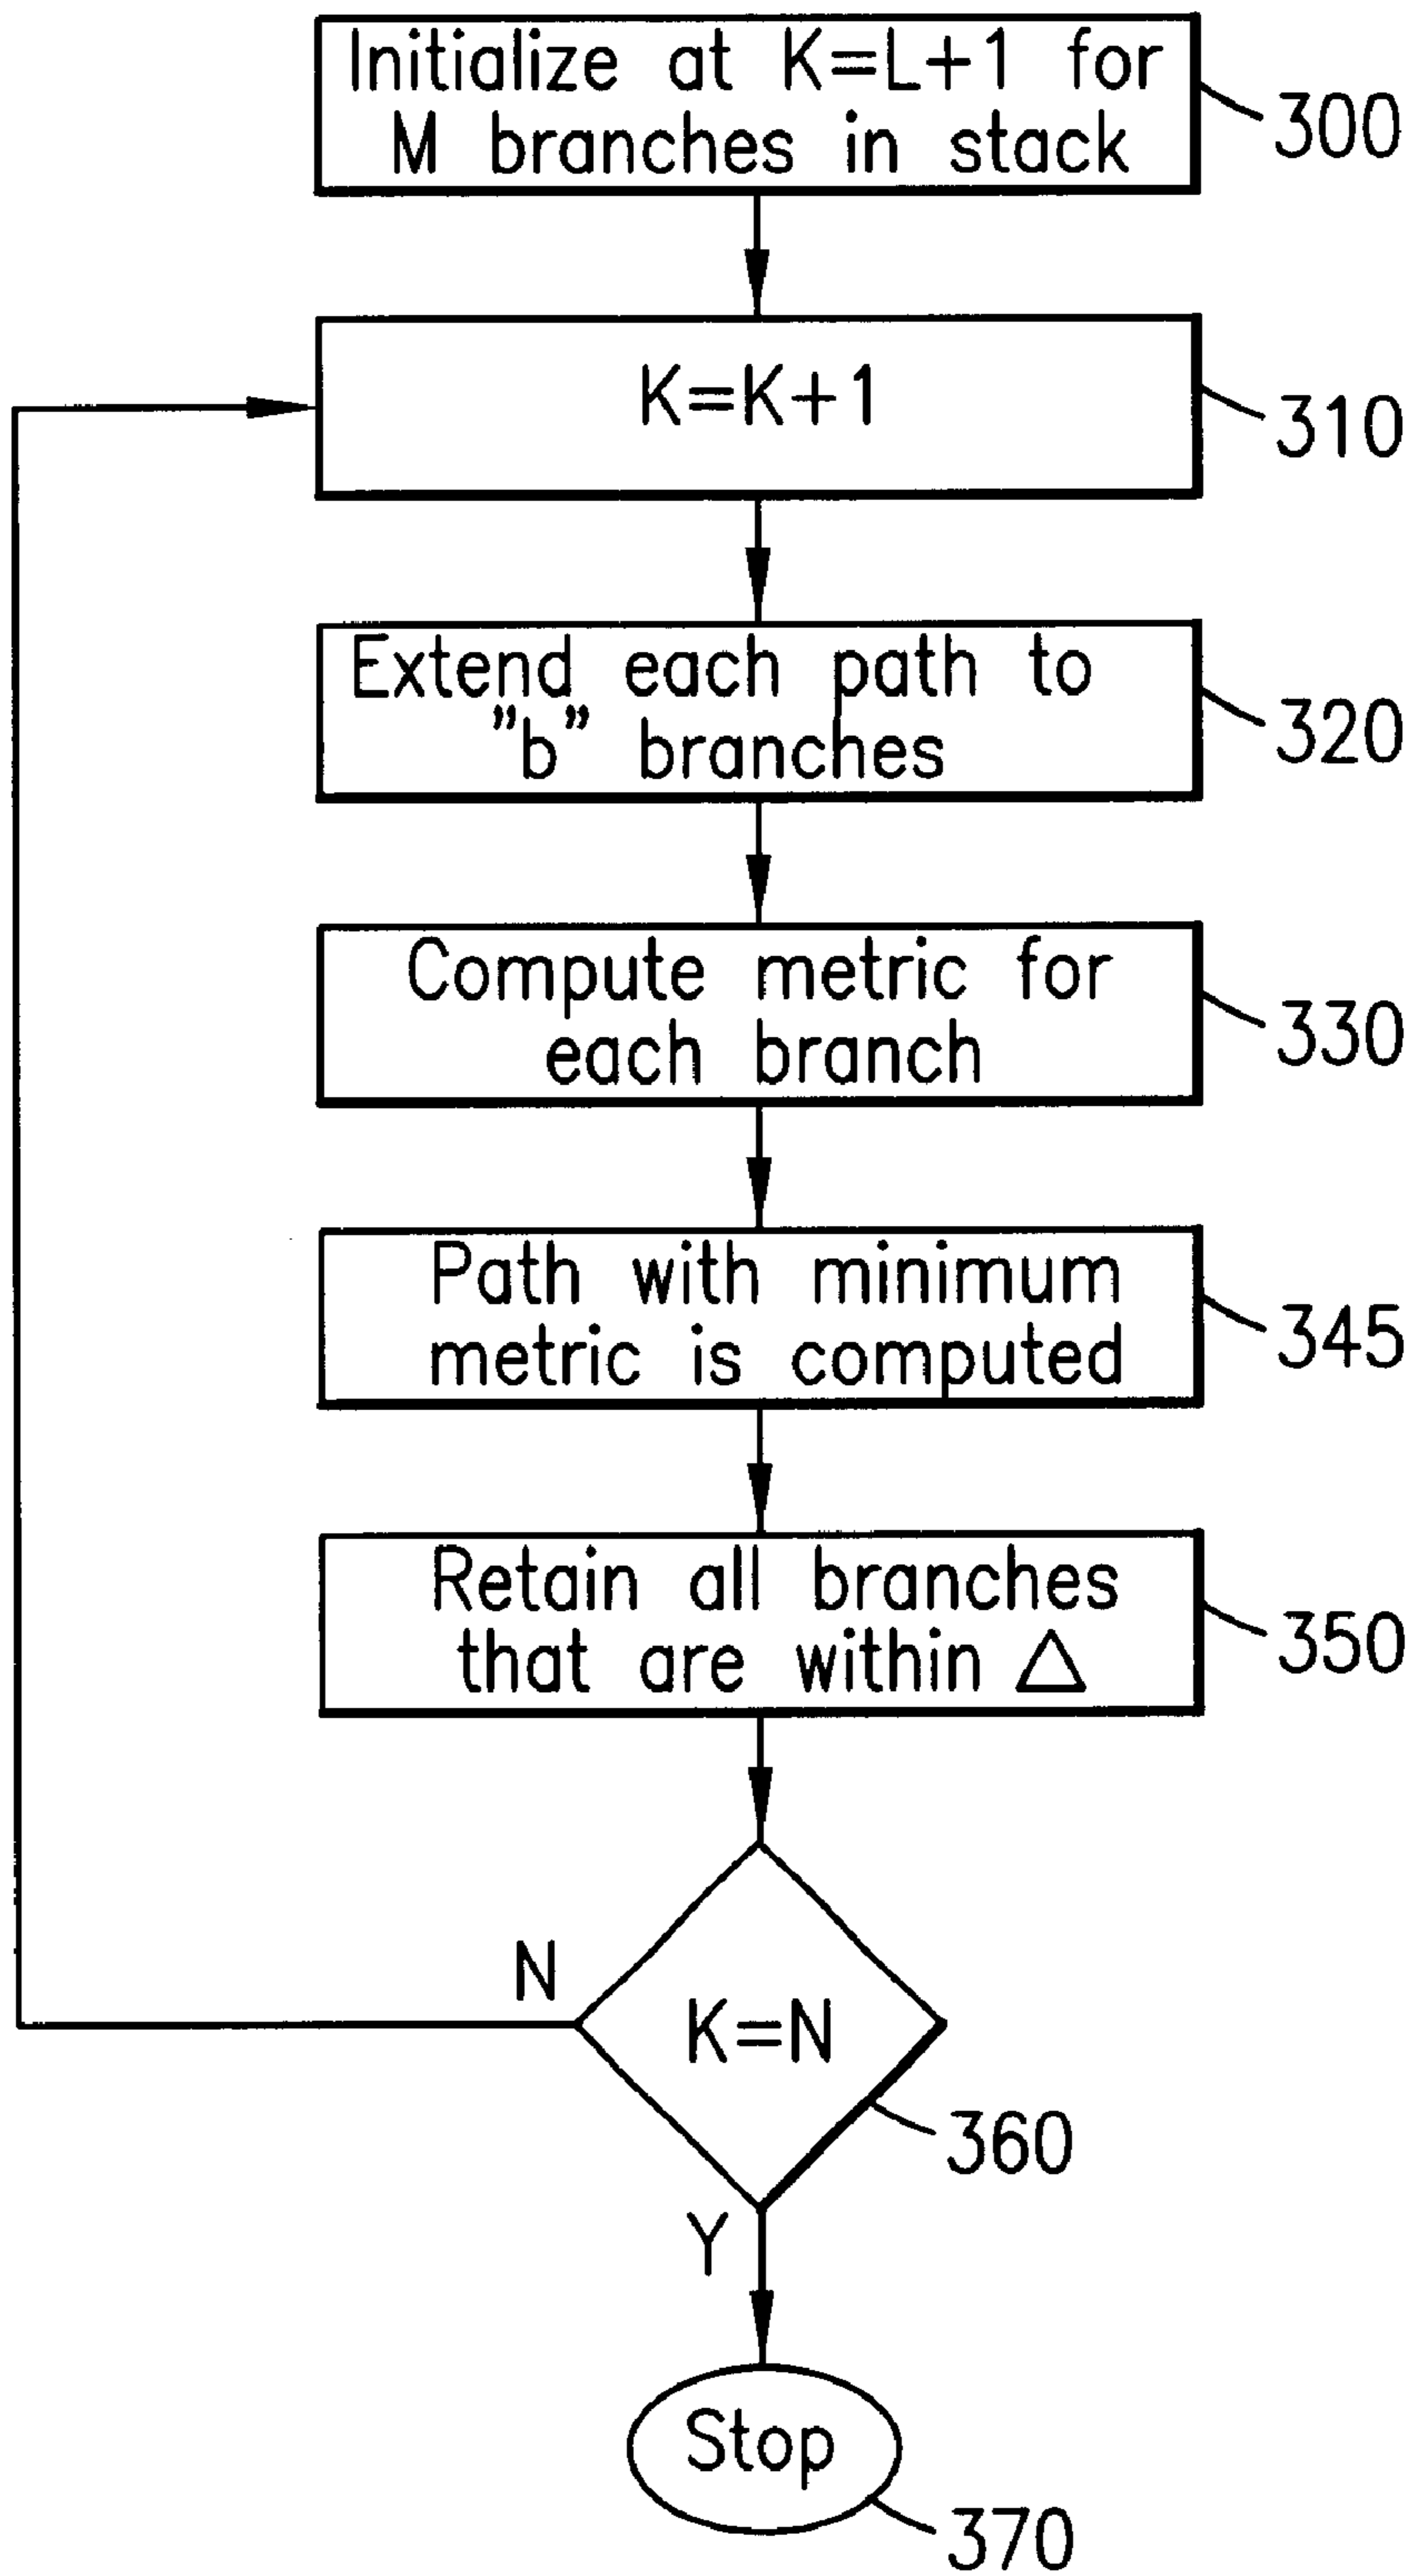 Initialize at K=L+1 for
M branches in stack
300
K=K+1
310
Extend each path to
"b" branches
320
Compute metric for
each branch
330
Path with minimum
metric is computed
345
Retain all branches
that are within △
350
N
K=N
360
Y
Stop
370